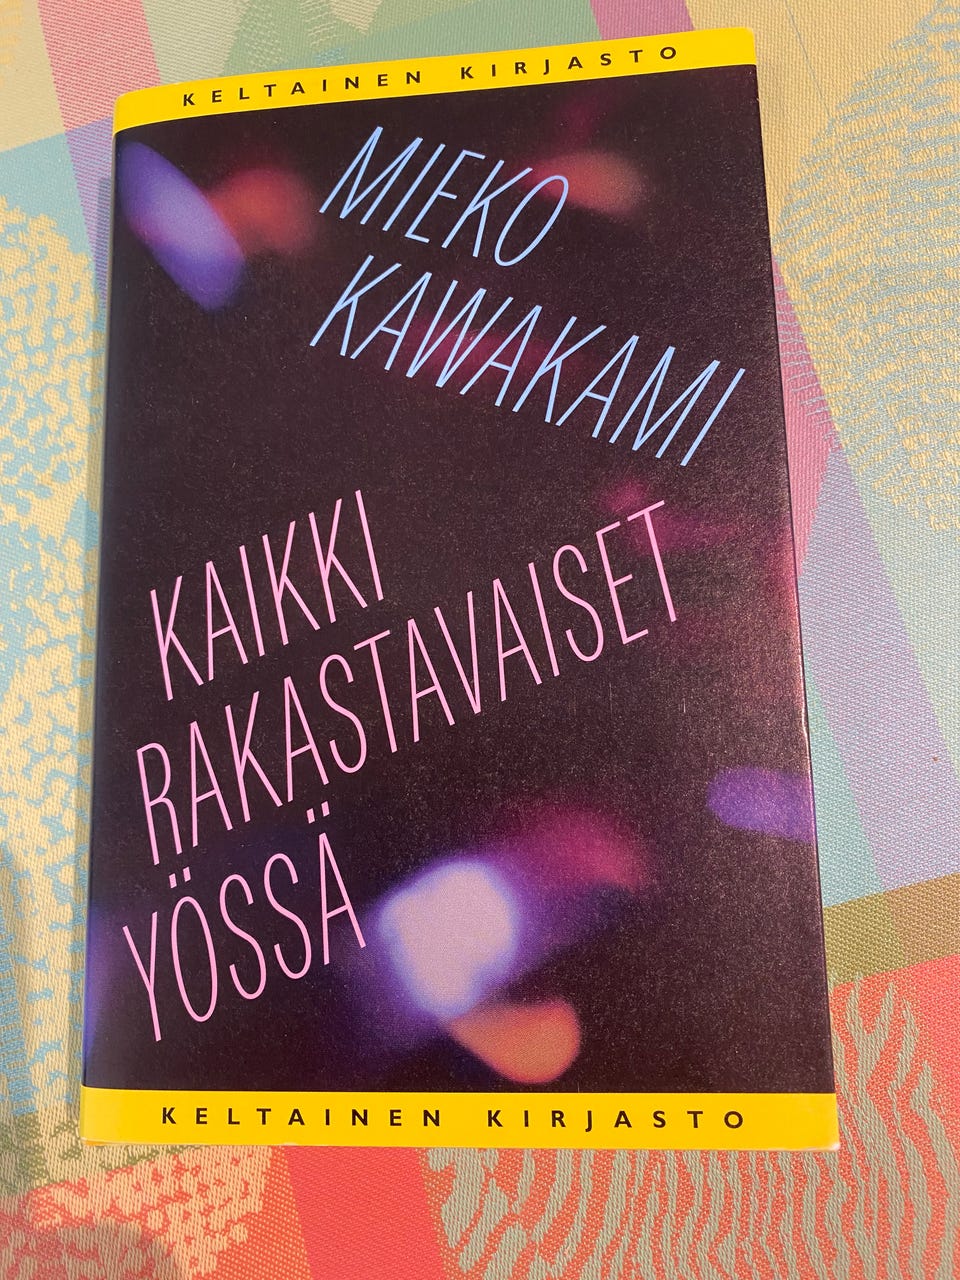 KELTAINEN KIRJASTO
MIEKO
KAWAKAMI
KAIKKI
RAKASTAVAISET
YÖSSÄ
KELTAINEN KIRJASTO